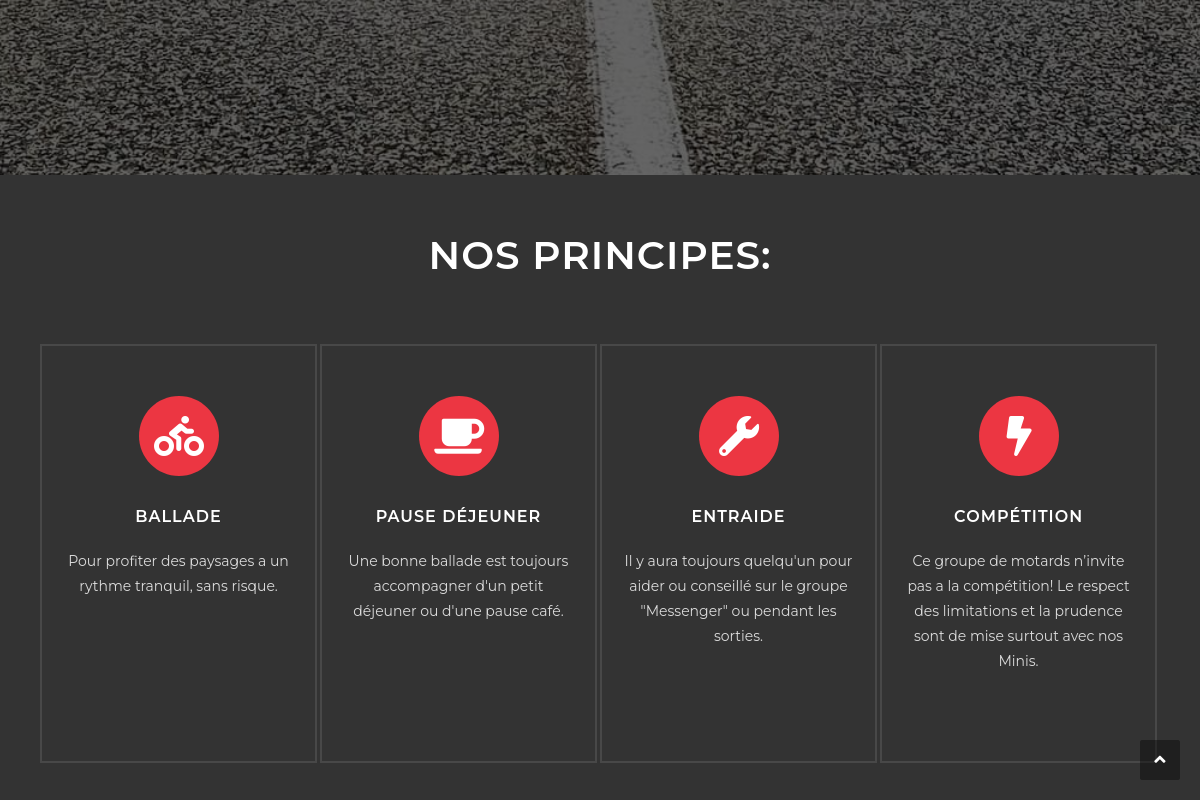 NOS PRINCIPES:
BALLADE
Pour profiter des paysages a un
rythme tranquil, sans risque.
PAUSE DÉJEUNER
Une bonne ballade est toujours
accompagner d'un petit
déjeuner ou d'une pause café.
ENTRAIDE
Il y aura toujours quelqu'un pour
aider ou conseillé sur le groupe
"Messenger" ou pendant les
sorties.
COMPÉTITION
Ce groupe de motards n'invite
pas a la compétition! Le respect
des limitations et la prudence
sont de mise surtout avec nos
Minis.